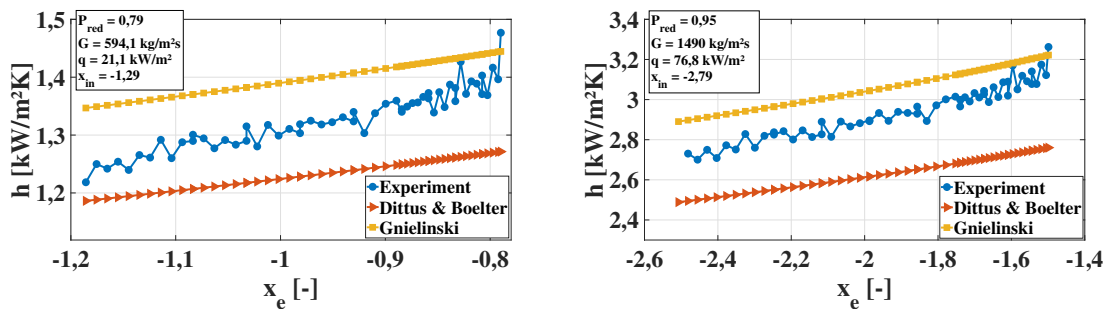 P_red = 0,79
G = 594,1 kg/m²s
q = 21,1 kW/m²
x_in = -1,29
h [kW/m²K]
1,5
1,4
1,3
1,2
Experiment
Dittus & Boelter
Gnielinski
-1,2 -1,1 -1 -0,9 -0,8
x_e [-]
P_red = 0,95
G = 1490 kg/m²s
q = 76,8 kW/m²
x_in = -2,79
h [kW/m²K]
3,4
3,2
3
2,8
2,6
2,4
Experiment
Dittus & Boelter
Gnielinski
-2,6 -2,4 -2,2 -2 -1,8 -1,6 -1,4
x_e [-]